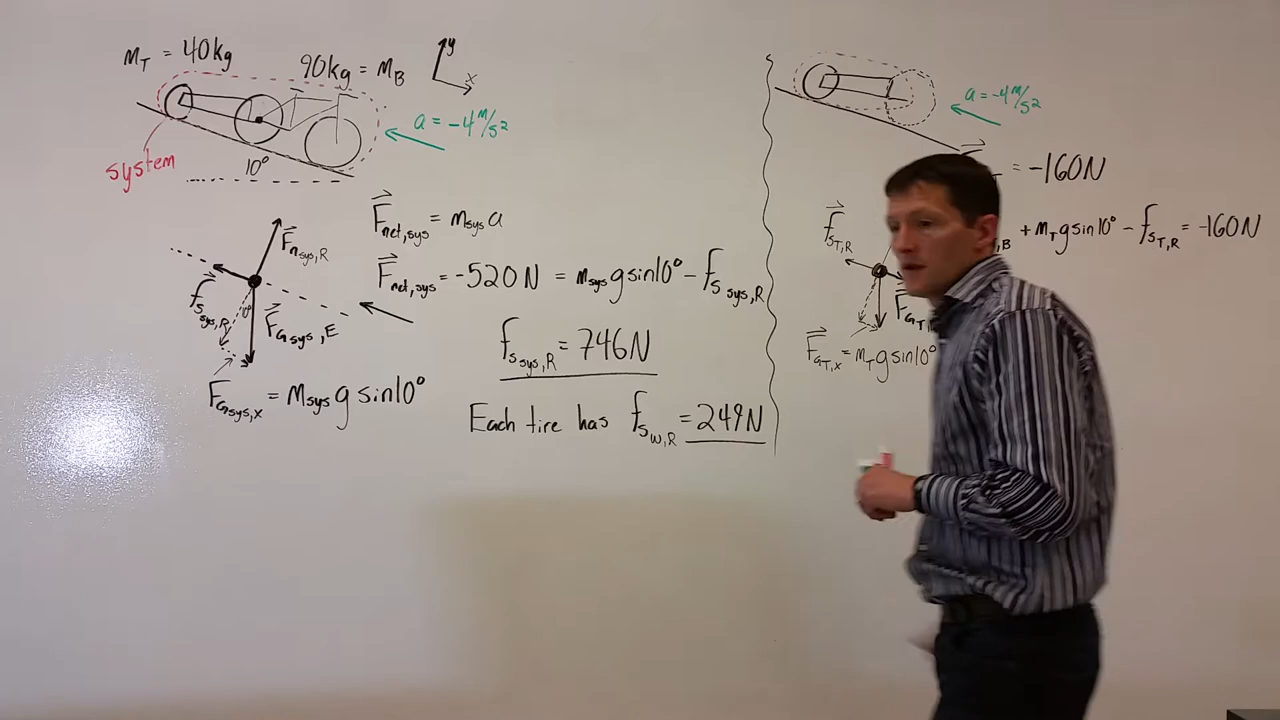 m_T = 40kg
90kg = m_B
y
x
a = -4 m/s²
system
10°
F_net,sys = m_sys a
F_n sys,R
F_net,sys = -520N = m_sys g sin10° - f_s sys,R
f_s sys,R
10°
F_G sys,E
f_s sys,R = 746N
F_G sys,x = m_sys g sin10°
Each tire has f_s w,R = 249N
a = -4 m/s²
= -160N
f_s T,R
,B + m_T g sin10° - f_s T,R = -160N
F_G T,
F_G T,x = m_T g sin10°